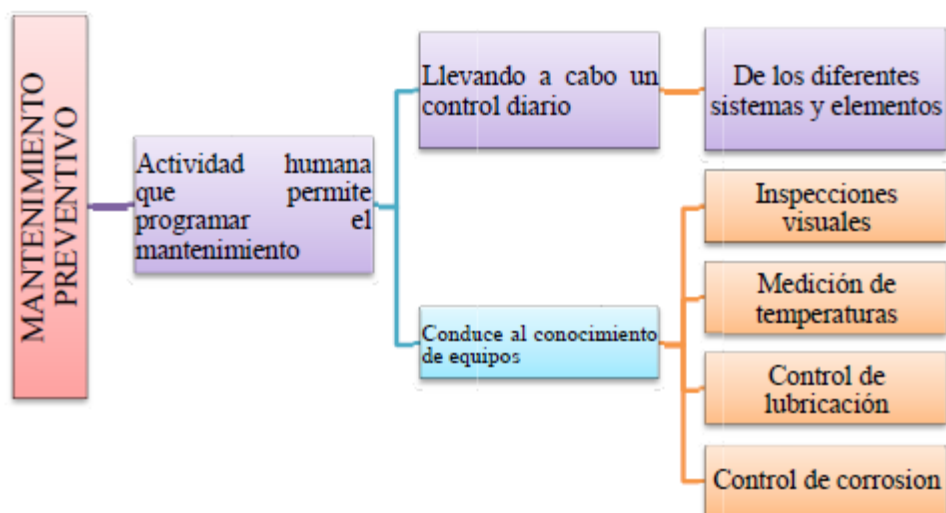 MANTENIMIENTO
PREVENTIVO
Actividad humana
que permite
programar el
mantenimiento
Llevando a cabo un
control diario
De los diferentes
sistemas y elementos
Conduce al conocimiento
de equipos
Inspecciones
visuales
Medición de
temperaturas
Control de
lubricación
Control de corrosion